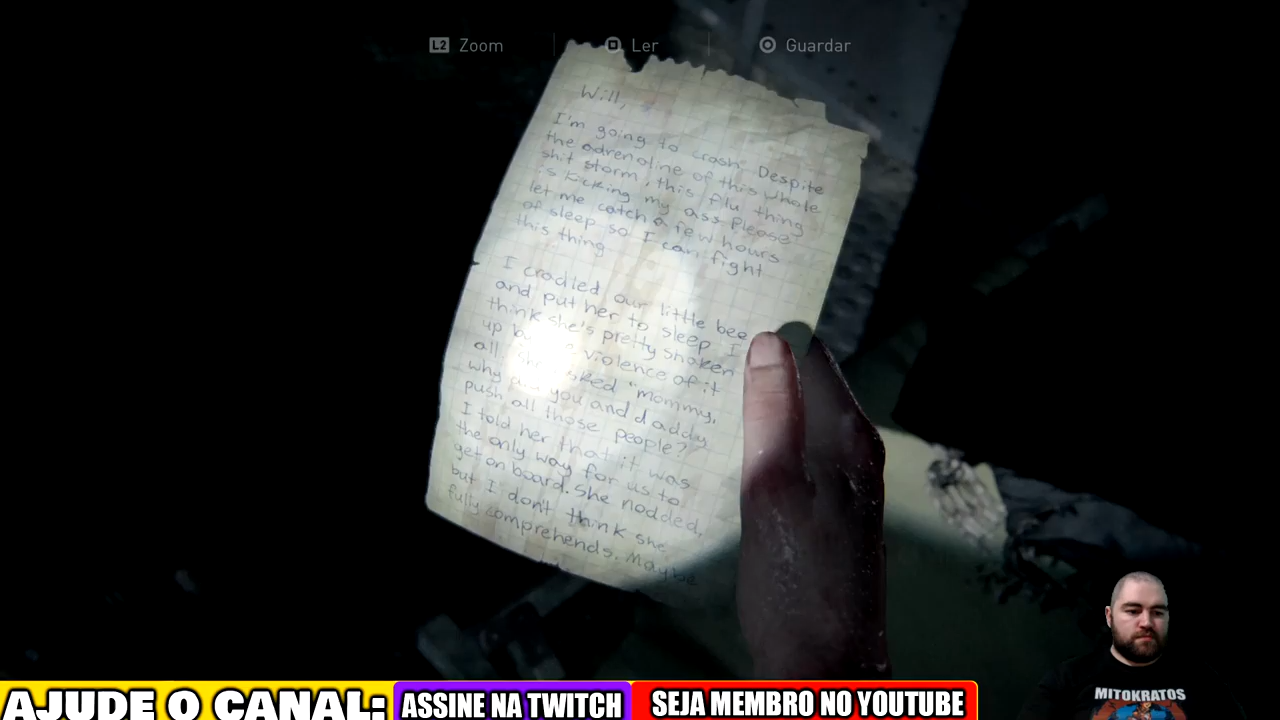 L2 Zoom
Ler
Guardar
Will,
I'm going to crash. Despite
the adrenaline of this whole
shit storm, this flu thing
is kicking my ass Please
let me catch a few hours
of sleep so I can fight
this thing
I cradled our little bee
and put her to sleep I
think she's pretty shaken
up violence of it
all. asked "mommy,
why you and daddy
push all those people?
I told her that it was
the only way for us to
get on board. She nodded,
but I don't think she
fully comprehends. Maybe
AJUDE O CANAL:
ASSINE NA TWITCH
SEJA MEMBRO NO YOUTUBE
MITOKRATOS